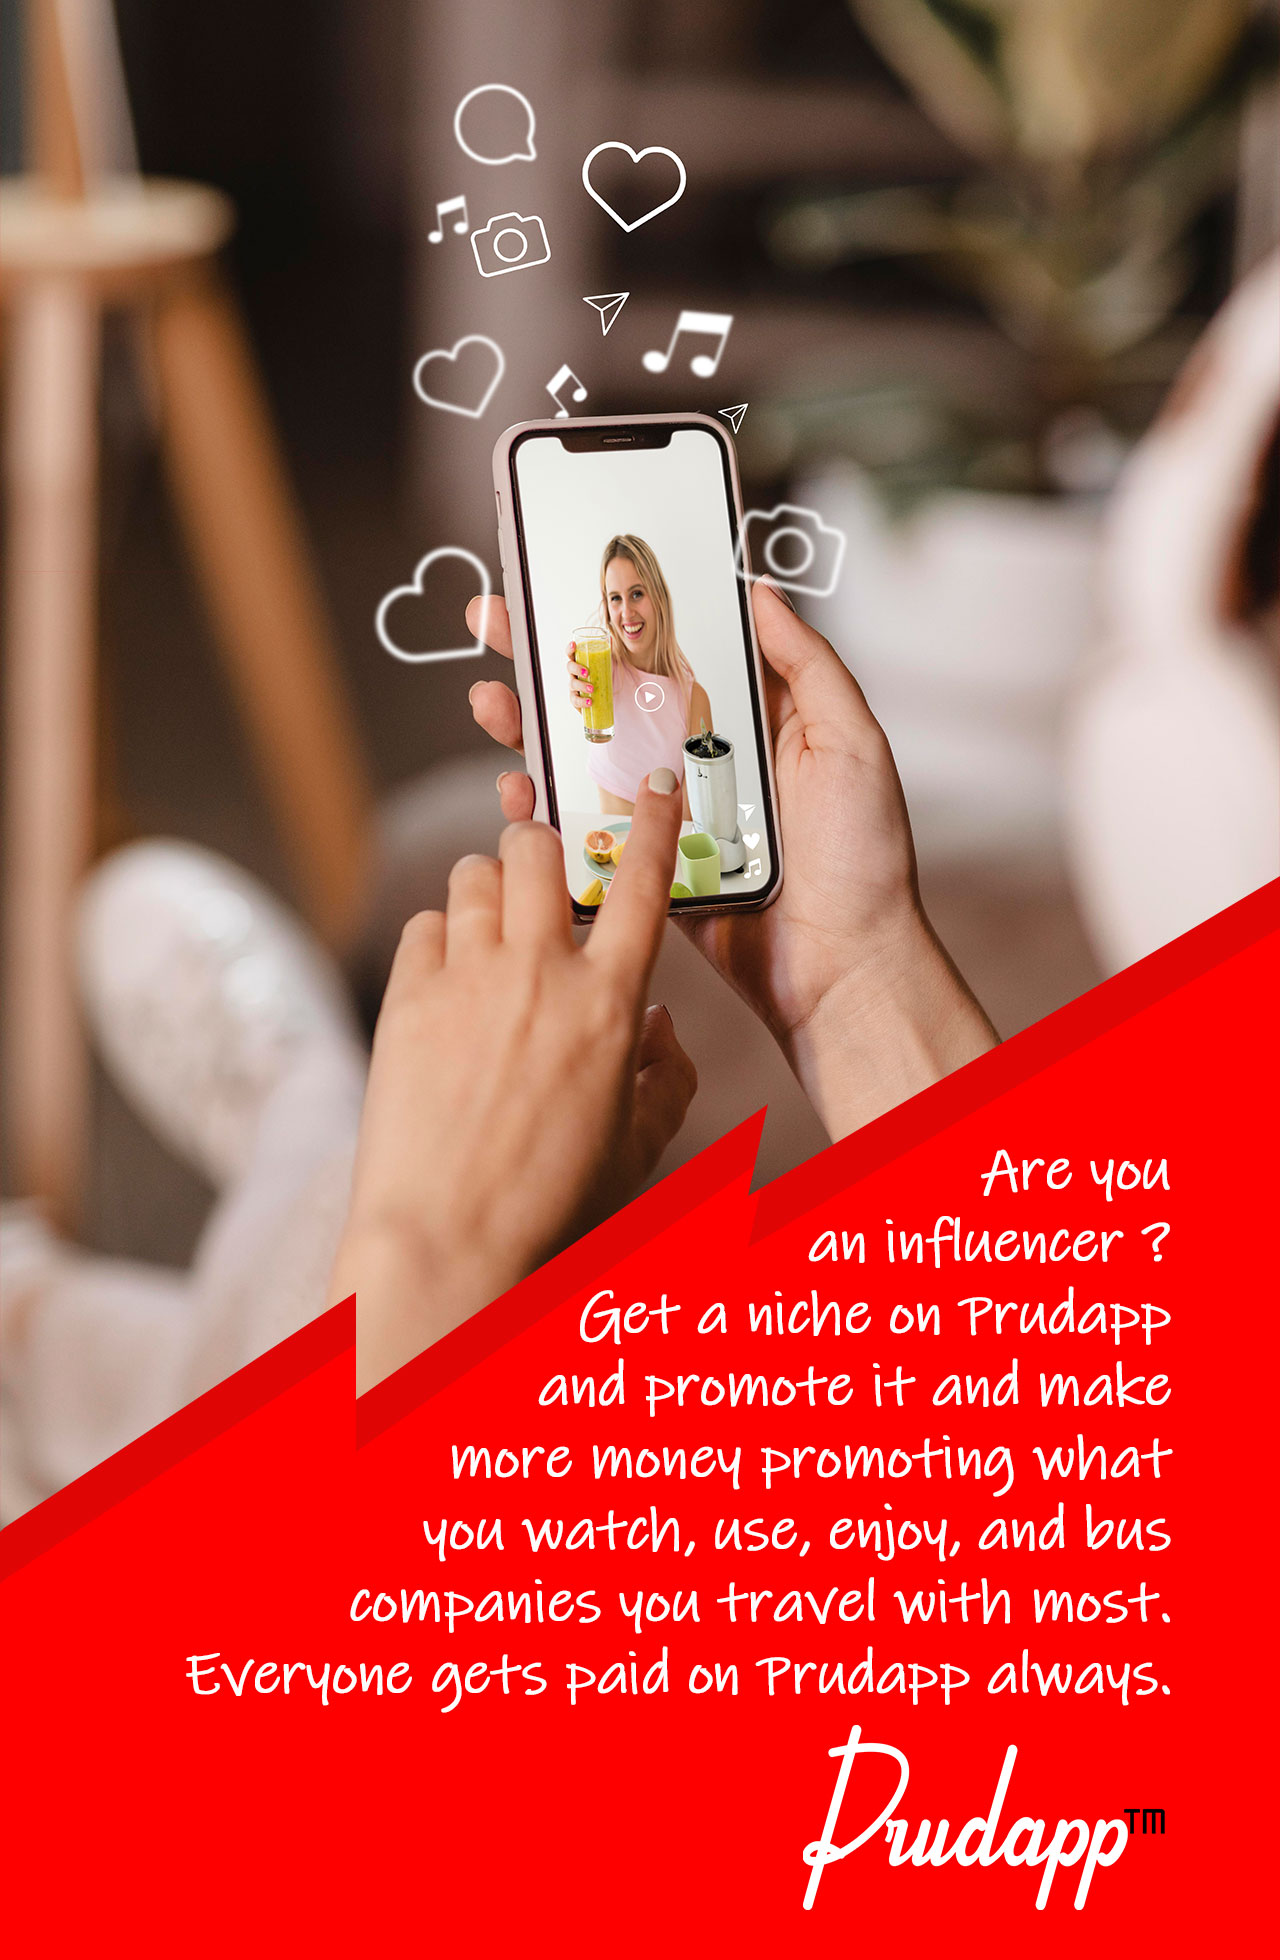 Are you
an influencer ?
Get a niche on Prudapp
and promote it and make
more money promoting what
you watch, use, enjoy, and bus
companies you travel with most.
Everyone gets paid on Prudapp always.
Prudapp™